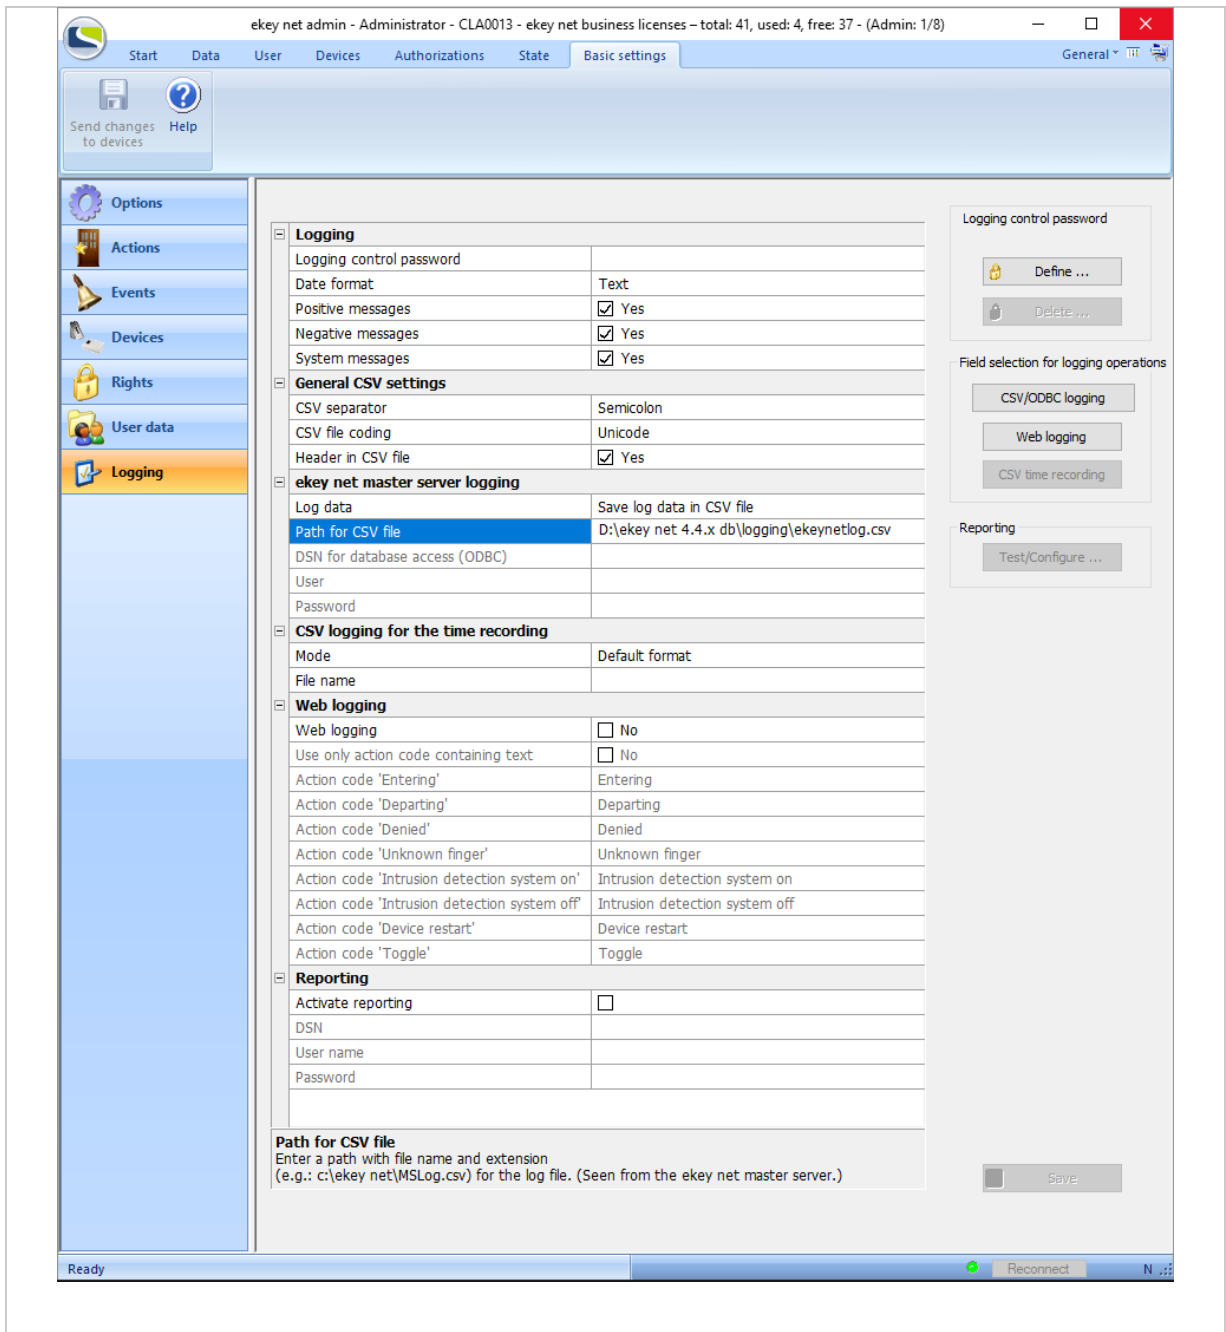 ekey net admin - Administrator - CLA0013 - ekey net business licenses – total: 41, used: 4, free: 37 - (Admin: 1/8)
Start Data User Devices Authorizations State Basic settings General
Send changes to devices Help
Options
Actions
Events
Devices
Rights
User data
Logging
Logging
Logging control password
Date format Text
Positive messages Yes
Negative messages Yes
System messages Yes
General CSV settings
CSV separator Semicolon
CSV file coding Unicode
Header in CSV file Yes
ekey net master server logging
Log data Save log data in CSV file
Path for CSV file D:\ekey net 4.4.x db\logging\ekeynetlog.csv
DSN for database access (ODBC)
User
Password
CSV logging for the time recording
Mode Default format
File name
Web logging
Web logging No
Use only action code containing text No
Action code 'Entering' Entering
Action code 'Departing' Departing
Action code 'Denied' Denied
Action code 'Unknown finger' Unknown finger
Action code 'Intrusion detection system on' Intrusion detection system on
Action code 'Intrusion detection system off' Intrusion detection system off
Action code 'Device restart' Device restart
Action code 'Toggle' Toggle
Reporting
Activate reporting
DSN
User name
Password
Path for CSV file
Enter a path with file name and extension
(e.g.: c:\ekey net\MSLog.csv) for the log file. (Seen from the ekey net master server.)
Logging control password
Define ...
Delete ...
Field selection for logging operations
CSV/ODBC logging
Web logging
CSV time recording
Reporting
Test/Configure ...
Save
Ready Reconnect N